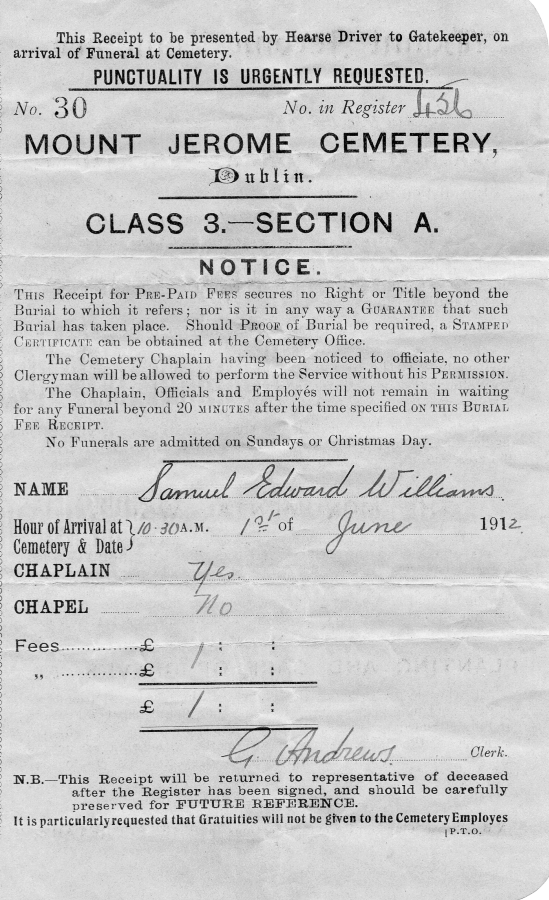 This Receipt to be presented by Hearse Driver to Gatekeeper, on
arrival of Funeral at Cemetery.
PUNCTUALITY IS URGENTLY REQUESTED.
No. 30 No. in Register 456
MOUNT JEROME CEMETERY,
Dublin.
CLASS 3.—SECTION A.
NOTICE.
THIS Receipt for PRE-PAID FEES secures no Right or Title beyond the
Burial to which it refers; nor is it in any way a GUARANTEE that such
Burial has taken place. Should PROOF of Burial be required, a STAMPED
CERTIFICATE can be obtained at the Cemetery Office.
The Cemetery Chaplain having been noticed to officiate, no other
Clergyman will be allowed to perform the Service without his PERMISSION.
The Chaplain, Officials and Employés will not remain in waiting
for any Funeral beyond 20 MINUTES after the time specified ON THIS BURIAL
FEE RECEIPT.
No Funerals are admitted on Sundays or Christmas Day.
NAME Samuel Edward Williams
Hour of Arrival at } 10-30 A.M. 1st of June 1912
Cemetery & Date
CHAPLAIN Yes
CHAPEL No
Fees £ 1 : :
„ £ : :
£ 1 : :
G Andrews Clerk.
N.B.—This Receipt will be returned to representative of deceased
after the Register has been signed, and should be carefully
preserved for FUTURE REFERENCE.
It is particularly requested that Gratuities will not be given to the Cemetery Employes
P.T.O.